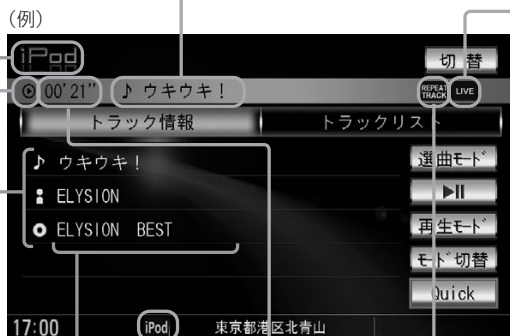 (例)
iPod
切 替
00'21" ♪ ウキウキ! REPEAT TRACK LIVE
トラック情報 トラックリスト
♪ ウキウキ! 選曲モード
ELYSION ▶II
ELYSION BEST 再生モード
モード切替
Quick
17:00 iPod 東京都港区北青山